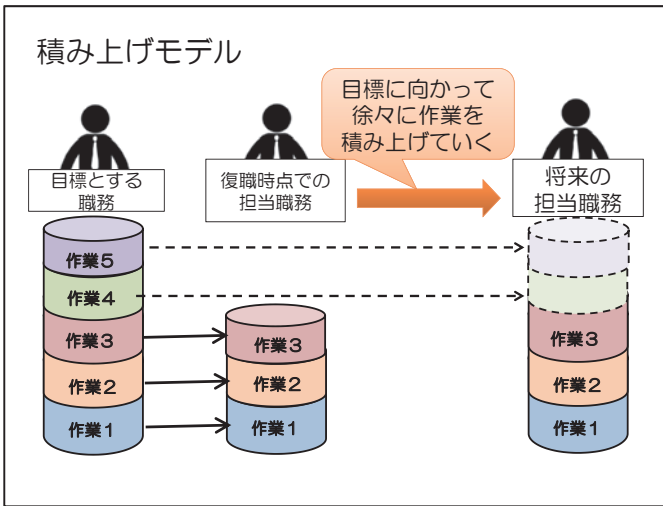 積み上げモデル
目標に向かって
徐々に作業を
積み上げていく
目標とする
職務
復職時点での
担当職務
将来の
担当職務
作業5
作業4
作業3
作業2
作業1
作業3
作業2
作業1
作業3
作業2
作業1